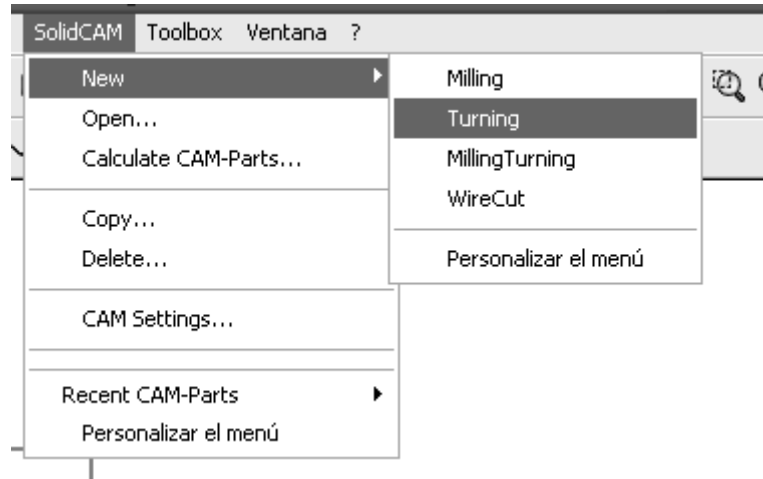 SolidCAM Toolbox Ventana ?
New
Open...
Calculate CAM-Parts...
Copy...
Delete...
CAM Settings...
Recent CAM-Parts
Personalizar el menú
Milling
Turning
MillingTurning
WireCut
Personalizar el menú